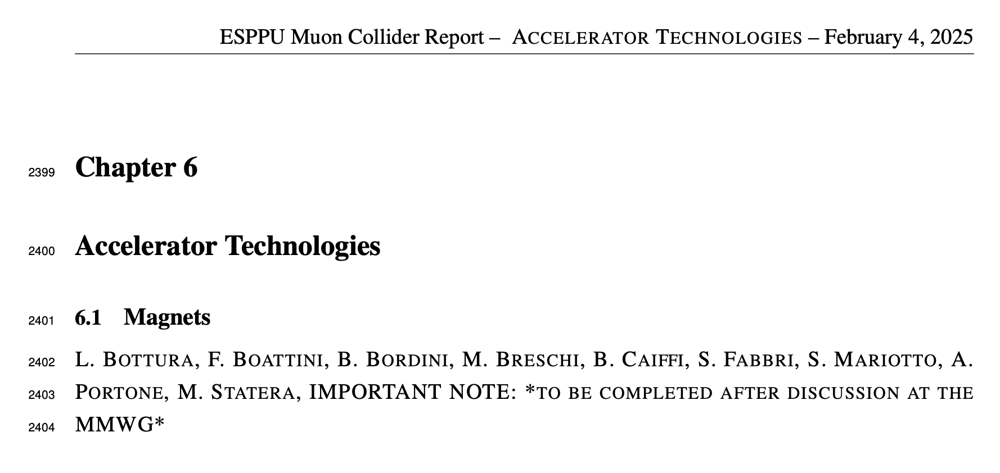 ESPPU Muon Collider Report – ACCELERATOR TECHNOLOGIES – February 4, 2025
2399 Chapter 6
2400 Accelerator Technologies
2401 6.1 Magnets
2402 L. BOTTURA, F. BOATTINI, B. BORDINI, M. BRESCHI, B. CAIFFI, S. FABBRI, S. MARIOTTO, A.
2403 PORTONE, M. STATERA, IMPORTANT NOTE: *TO BE COMPLETED AFTER DISCUSSION AT THE
2404 MMWG*